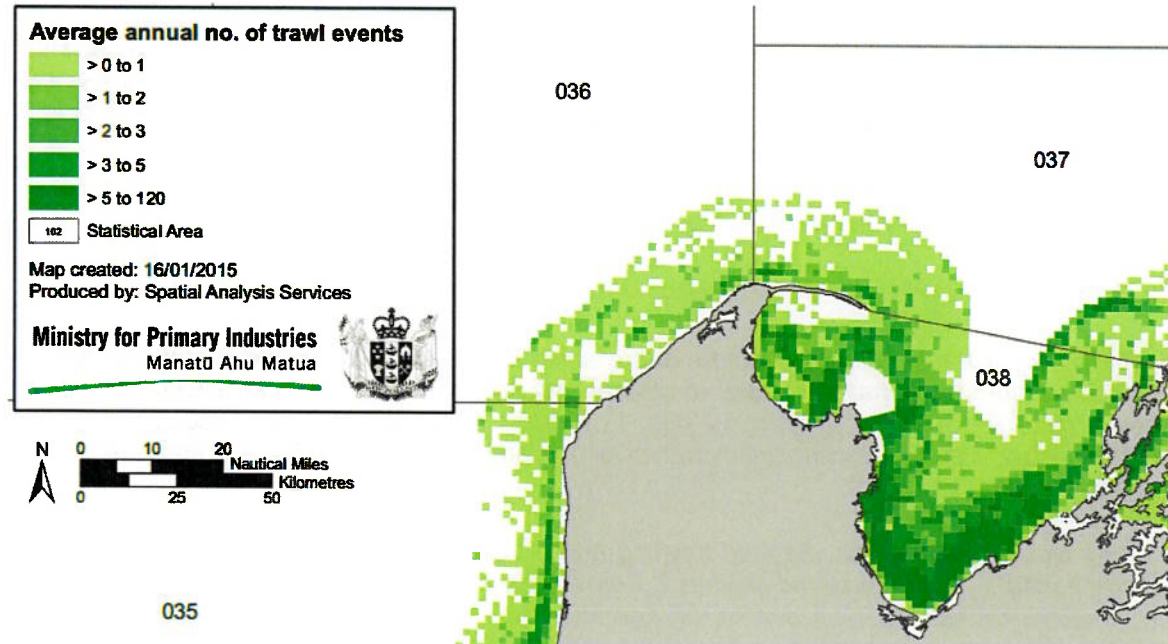 Average annual no. of trawl events
> 0 to 1
> 1 to 2
> 2 to 3
> 3 to 5
> 5 to 120
102 Statistical Area
Map created: 16/01/2015
Produced by: Spatial Analysis Services
Ministry for Primary Industries
Manatū Ahu Matua
N
0 10 20
Nautical Miles
Kilometres
0 25 50
036
037
038
035